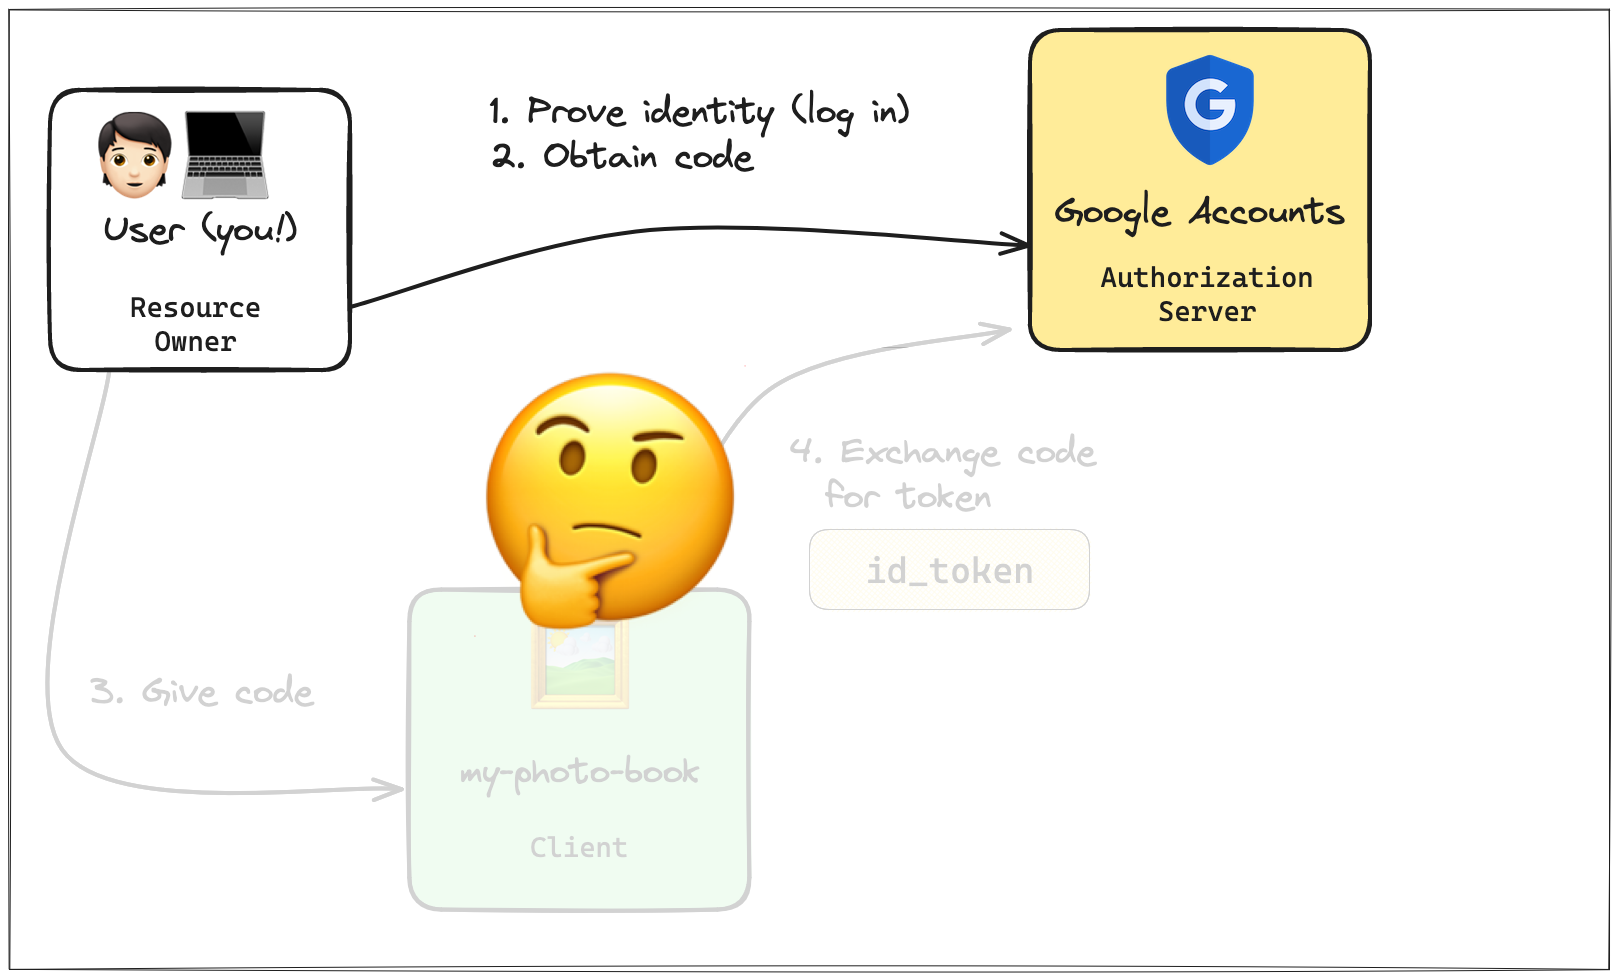 1. Prove identity (log in)
2. Obtain code
User (you!)
Resource
Owner
G
Google Accounts
Authorization
Server
4. Exchange code
for token
id_token
3. Give code
my-photo-book
Client